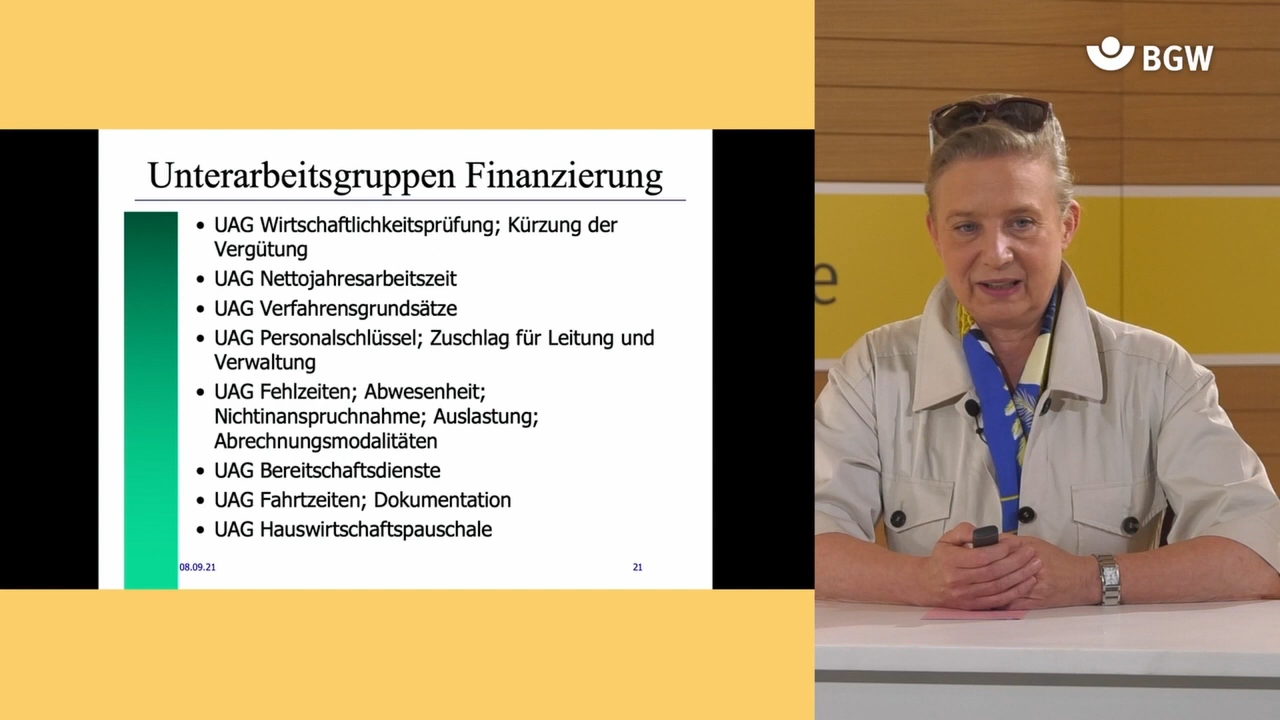 BGW
Unterarbeitsgruppen Finanzierung
• UAG Wirtschaftlichkeitsprüfung; Kürzung der
Vergütung
• UAG Nettojahresarbeitszeit
• UAG Verfahrensgrundsätze
• UAG Personalschlüssel; Zuschlag für Leitung und
Verwaltung
• UAG Fehlzeiten; Abwesenheit;
Nichtinanspruchnahme; Auslastung;
Abrechnungsmodalitäten
• UAG Bereitschaftsdienste
• UAG Fahrtzeiten; Dokumentation
• UAG Hauswirtschaftspauschale
08.09.21
21
e